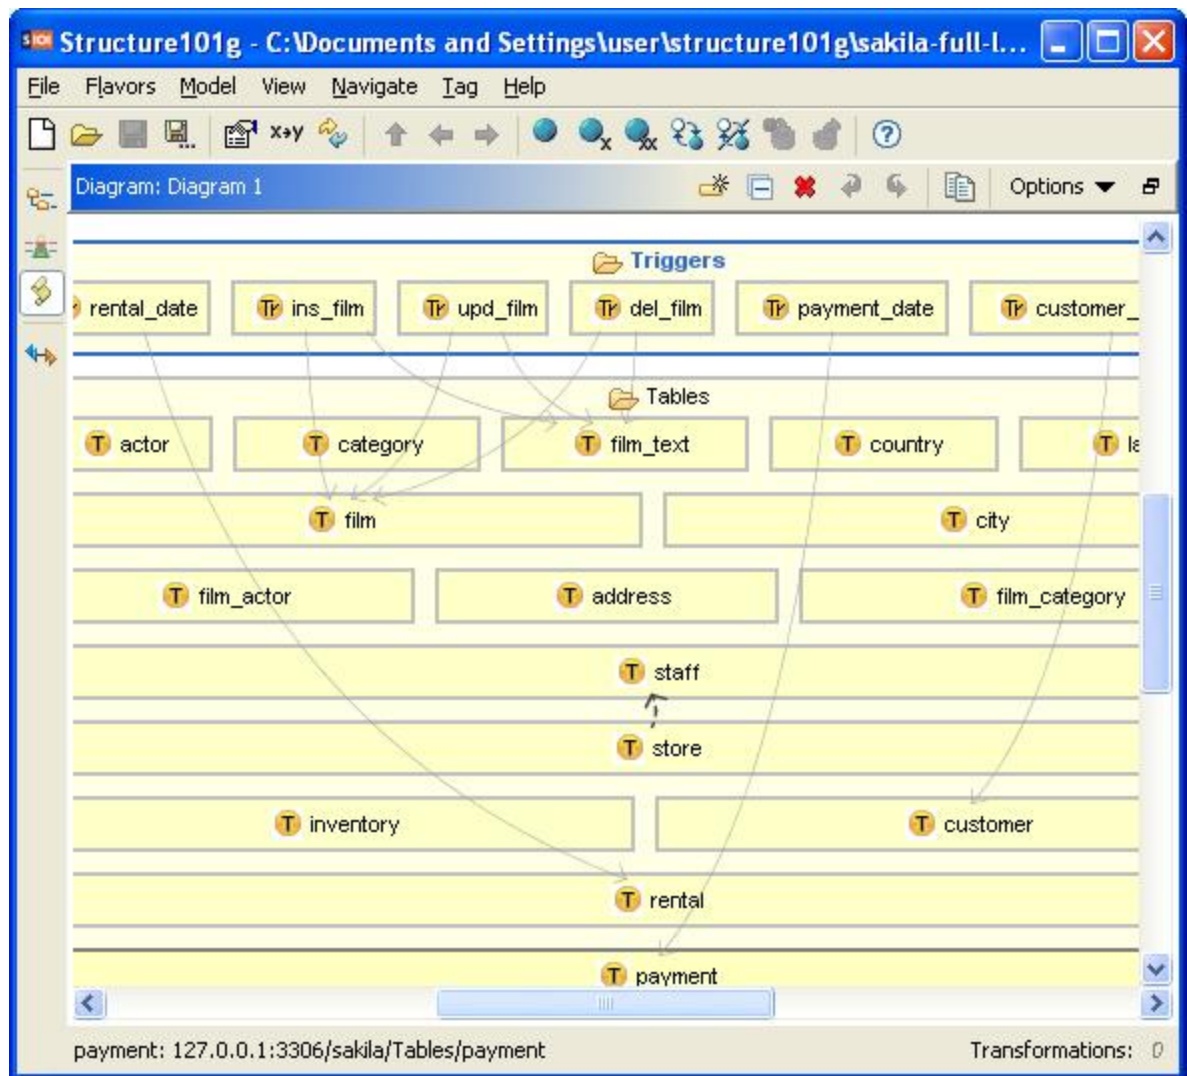 Structure101g - C:\Documents and Settings\user\structure101g\sakila-full-l...
File Flavors Model View Navigate Tag Help
Diagram: Diagram 1 Options
Triggers
rental_date ins_film upd_film del_film payment_date customer_
Tables
actor category film_text country la
film city
film_actor address film_category
staff
store
inventory customer
rental
payment
payment: 127.0.0.1:3306/sakila/Tables/payment Transformations: 0